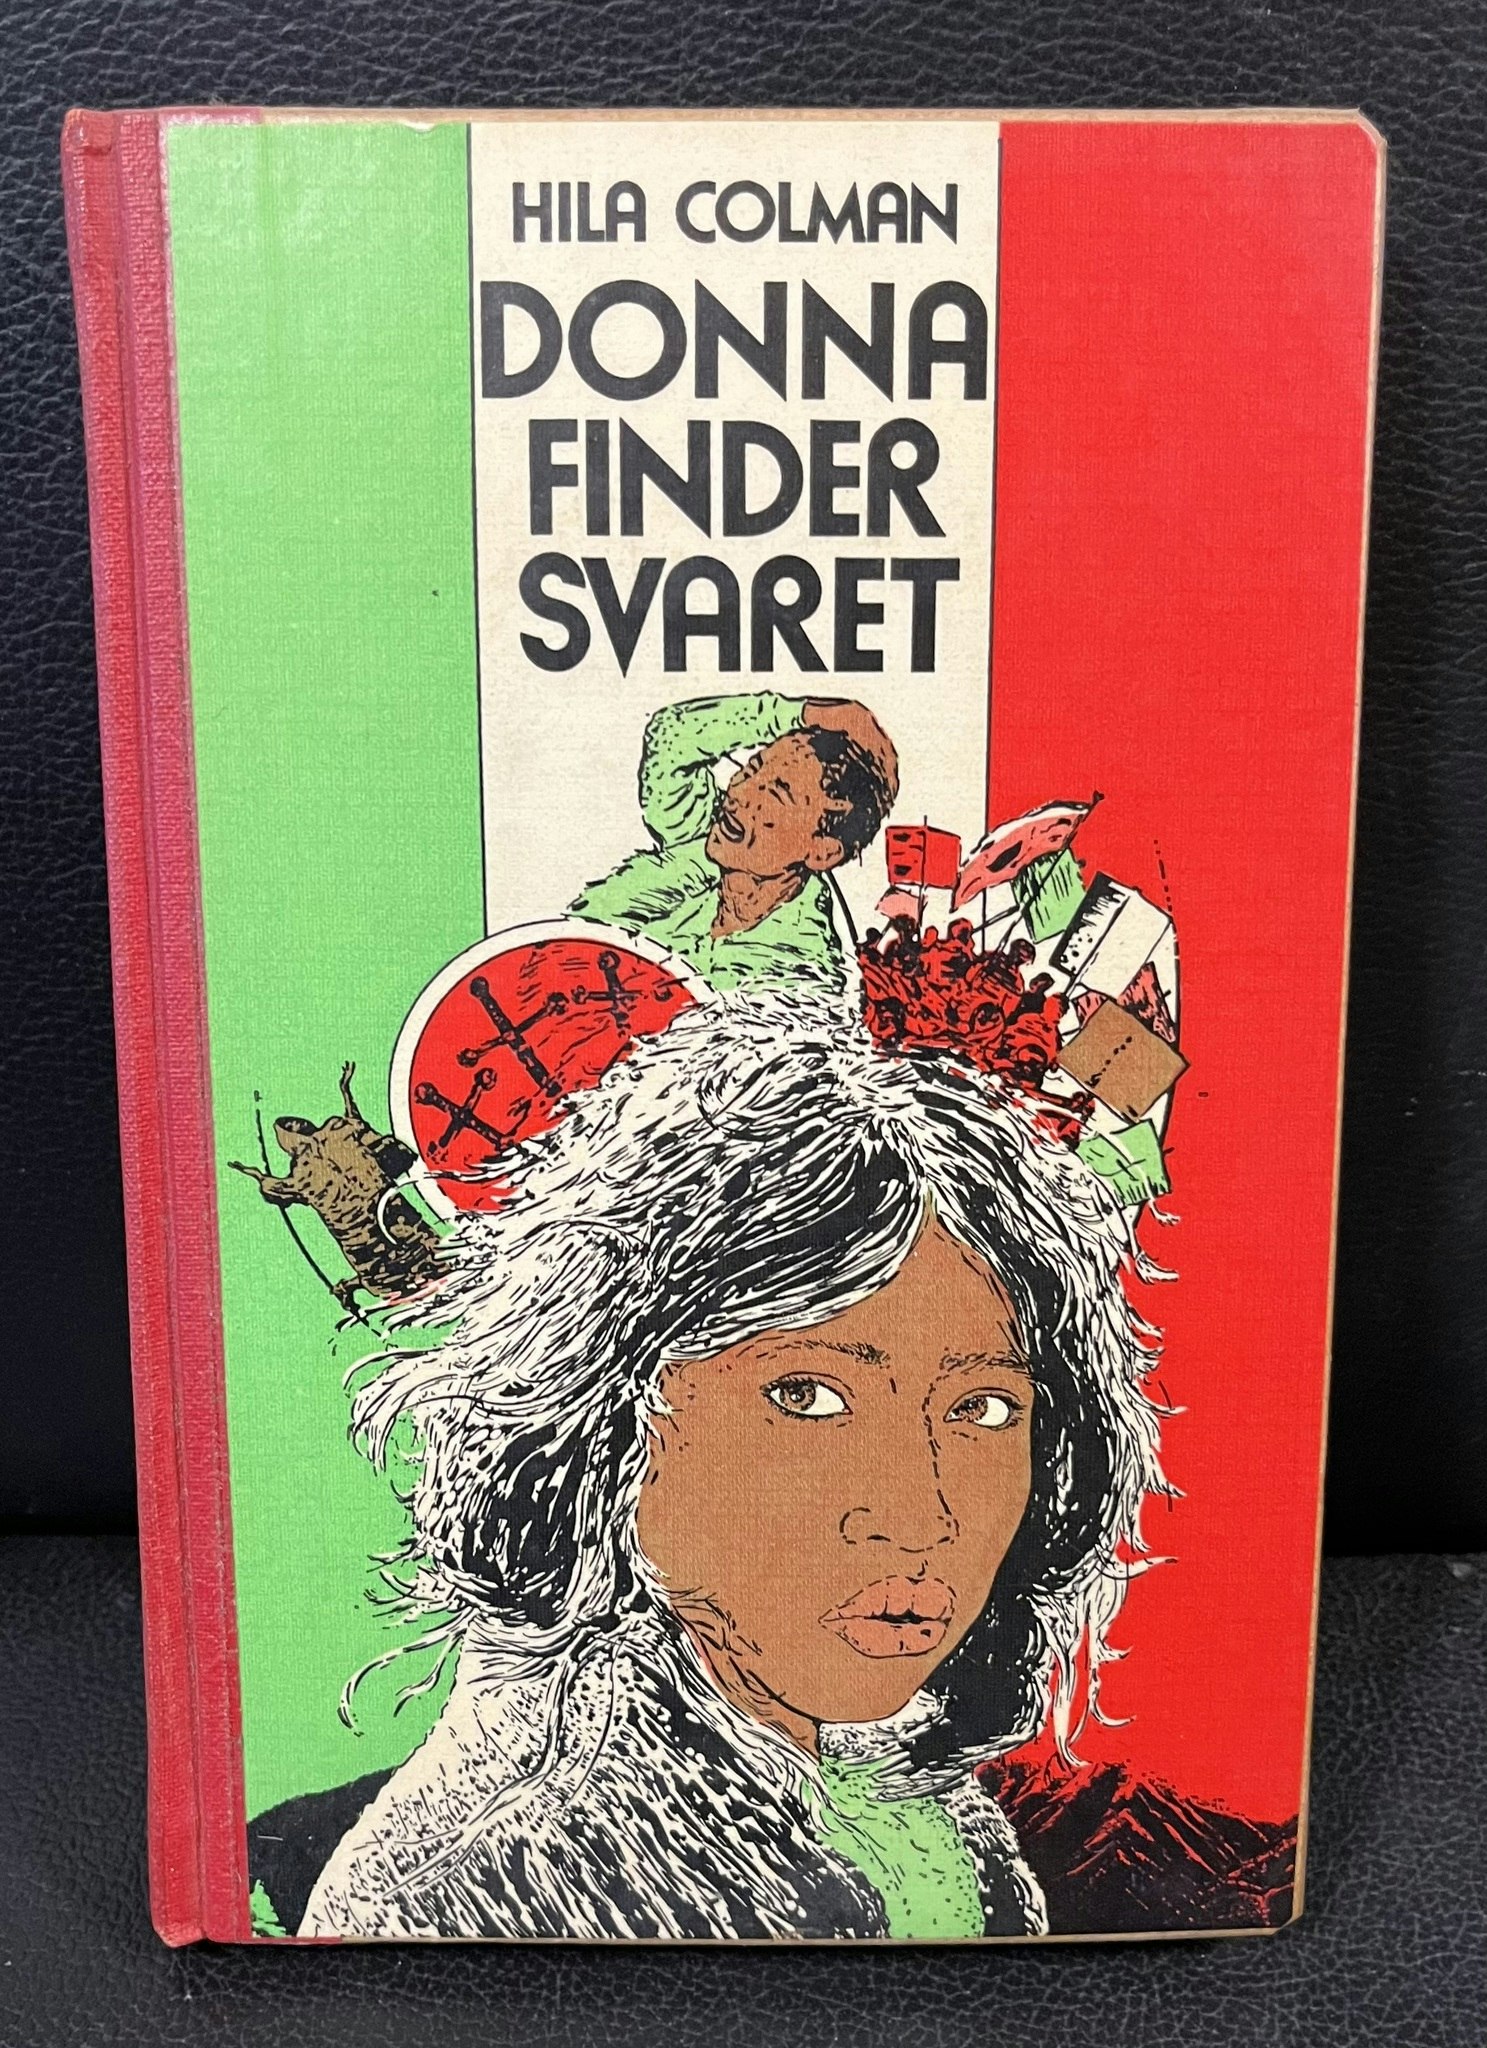 HILA COLMAN
DONNA
FINDER
SVARET